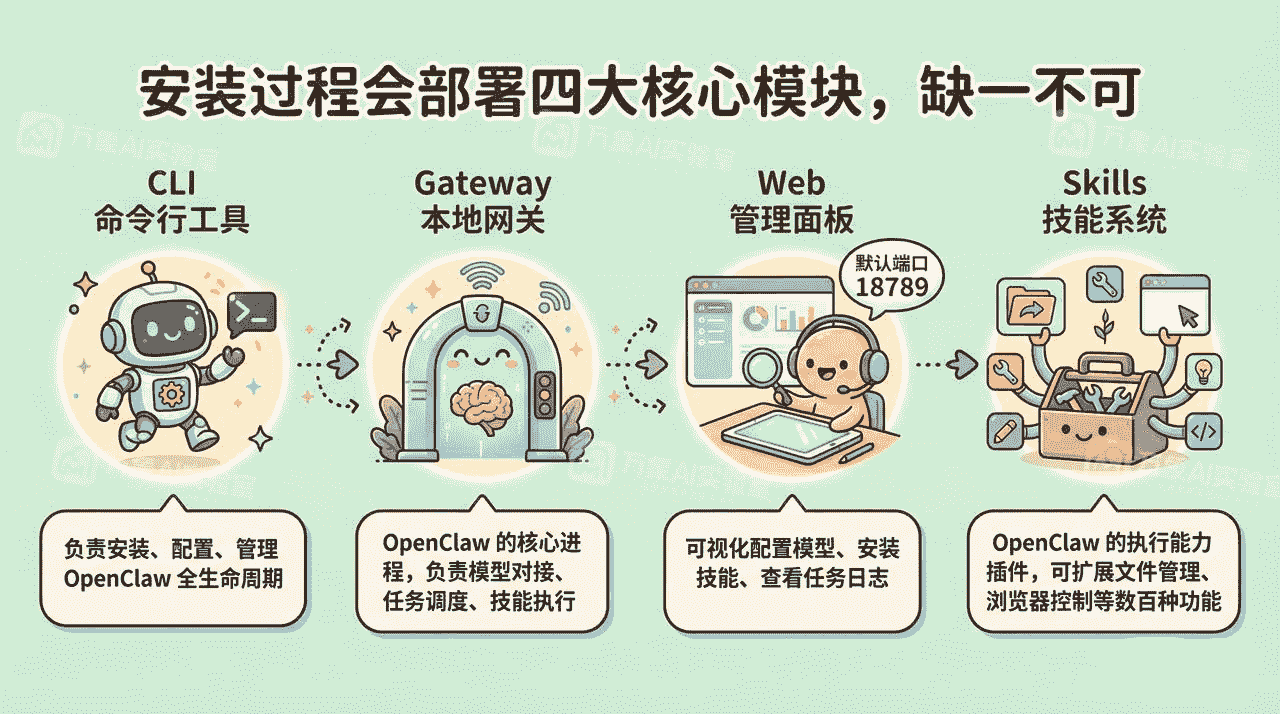 安装过程会部署四大核心模块，缺一不可
CLI
命令行工具
Gateway
本地网关
Web
管理面板
Skills
技能系统
默认端口
18789
>_
</>
负责安装、配置、管理
OpenClaw 全生命周期
OpenClaw 的核心进
程，负责模型对接、
任务调度、技能执行
可视化配置模型、安装
技能、查看任务日志
OpenClaw 的执行能力
插件，可扩展文件管理、
浏览器控制等数百种功能